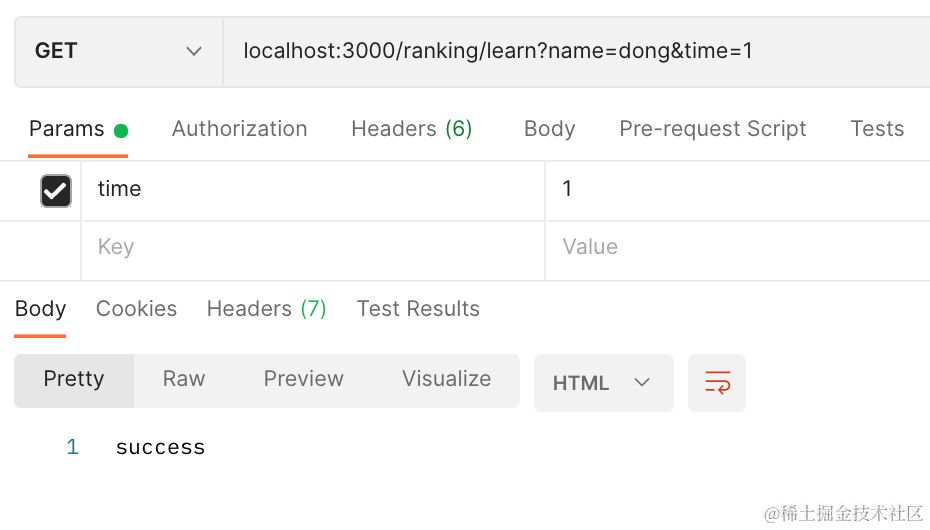 GET localhost:3000/ranking/learn?name=dong&time=1
Params Authorization Headers (6) Body Pre-request Script Tests
time 1
Key Value
Body Cookies Headers (7) Test Results
Pretty Raw Preview Visualize HTML
1 success
@稀土掘金技术社区